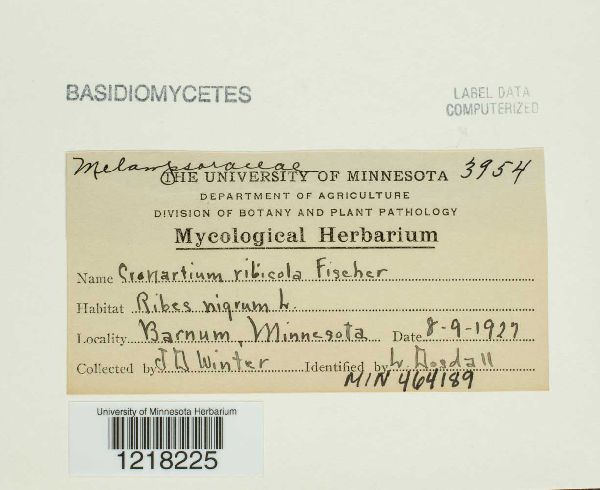 BASIDIOMYCETES
LABEL DATA
COMPUTERIZED
Melampsoraceae 3954
THE UNIVERSITY OF MINNESOTA
DEPARTMENT OF AGRICULTURE
DIVISION OF BOTANY AND PLANT PATHOLOGY
Mycological Herbarium
Name Cronartium ribicola Fischer
Habitat Ribes nigrum L.
Locality Barnum, Minnesota Date 8-9-1927
Collected by Winter Identified by
MIN 464189
University of Minnesota Herbarium
1218225